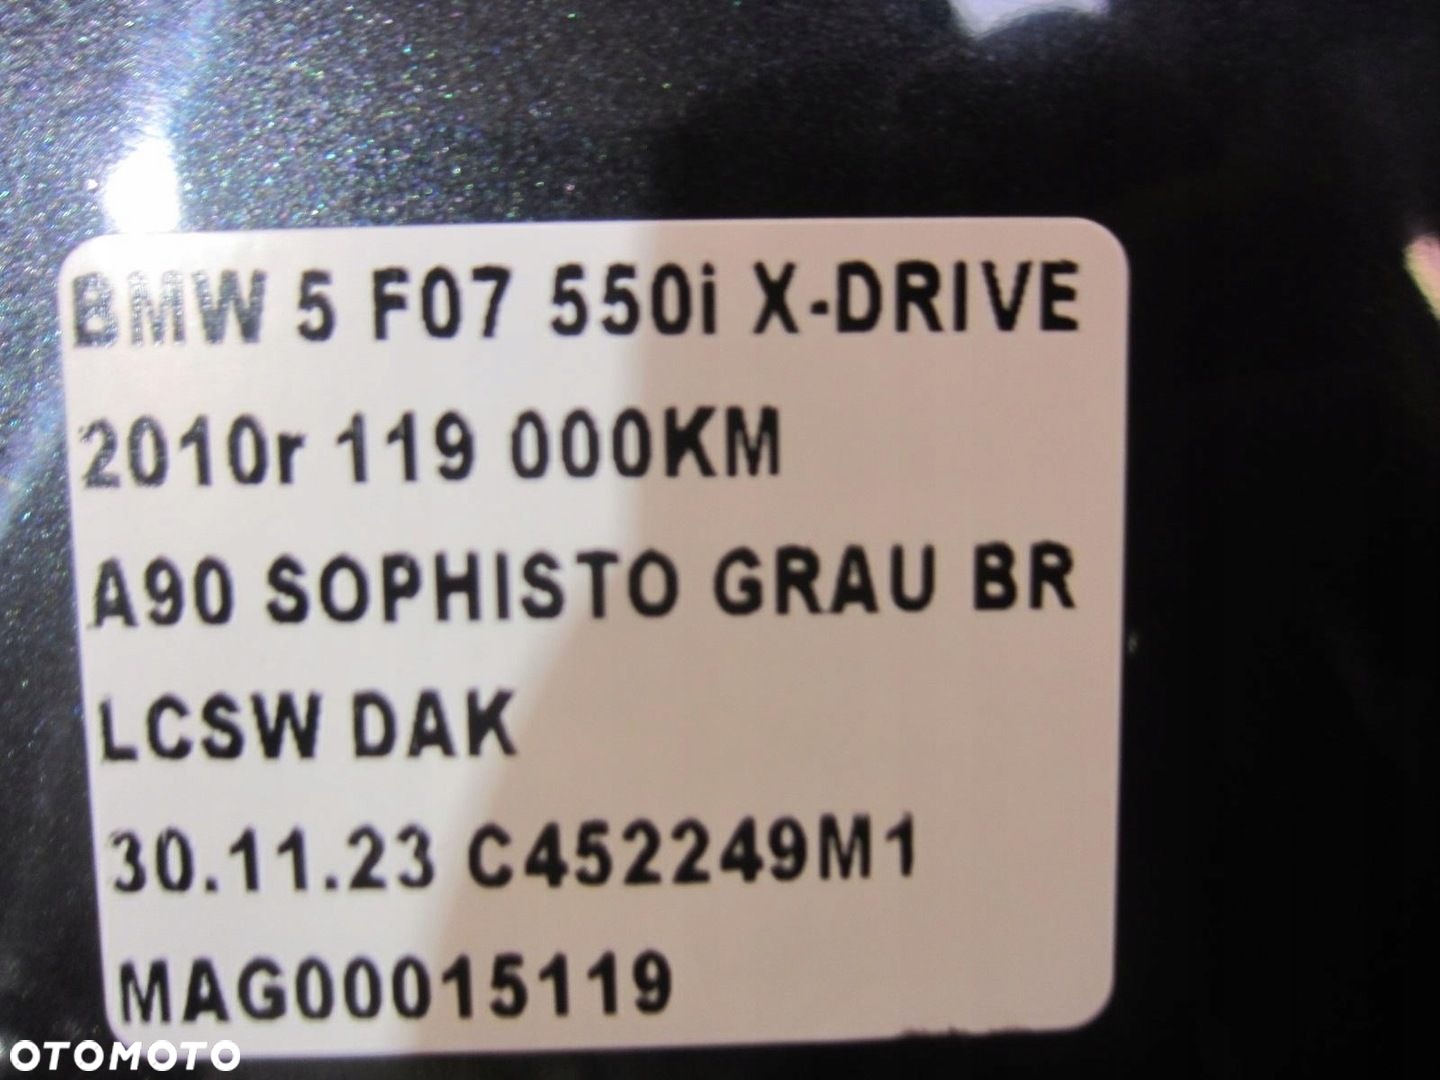 BMW 5 F07 550i X-DRIVE
2010r 119 000KM
A90 SOPHISTO GRAU BR
LCSW DAK
30.11.23 C452249M1
MAG00015119
OTOMOTO